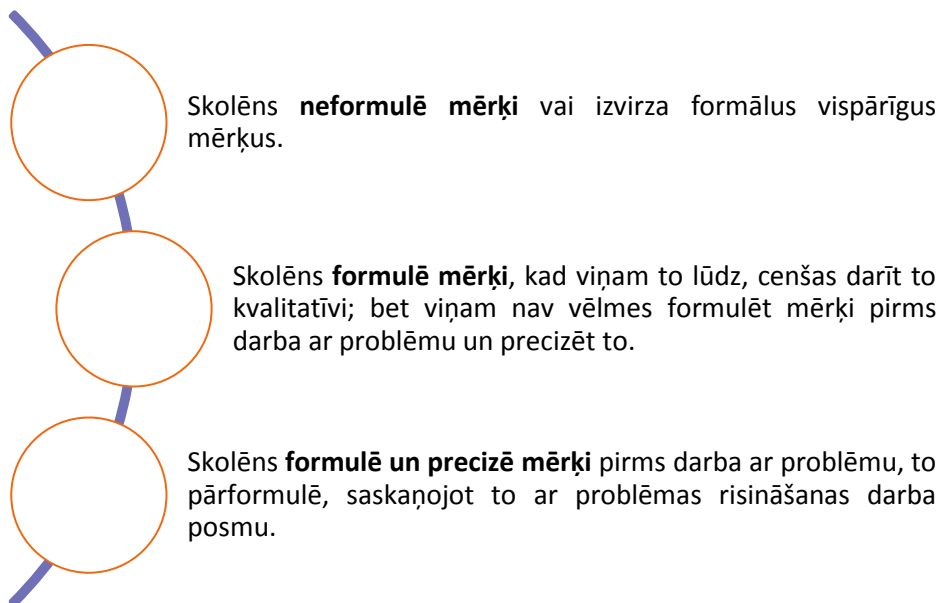 Skolēns neformulē mērķi vai izvirza formālus vispārīgus
mērķus.
Skolēns formulē mērķi, kad viņam to lūdz, cenšas darīt to
kvalitatīvi; bet viņam nav vēlmes formulēt mērķi pirms
darba ar problēmu un precizēt to.
Skolēns formulē un precizē mērķi pirms darba ar problēmu, to
pārformulē, saskaņojot to ar problēmas risināšanas darba
posmu.